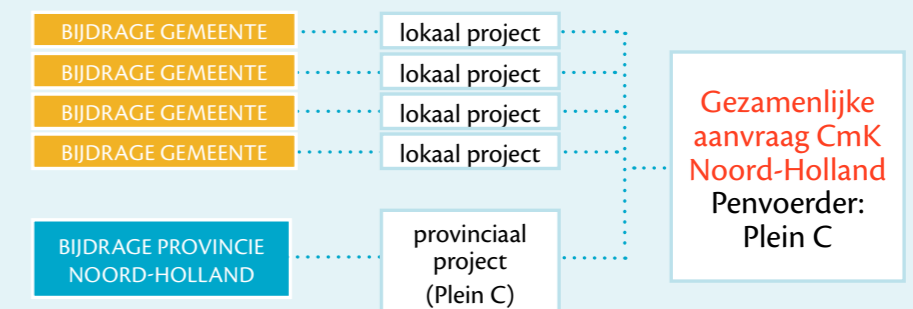 BIJDRAGE GEMEENTE
lokaal project
BIJDRAGE GEMEENTE
lokaal project
BIJDRAGE GEMEENTE
lokaal project
BIJDRAGE GEMEENTE
lokaal project
BIJDRAGE PROVINCIE
NOORD-HOLLAND
provinciaal
project
(Plein C)
Gezamenlijke
aanvraag CmK
Noord-Holland
Penvoerder:
Plein C